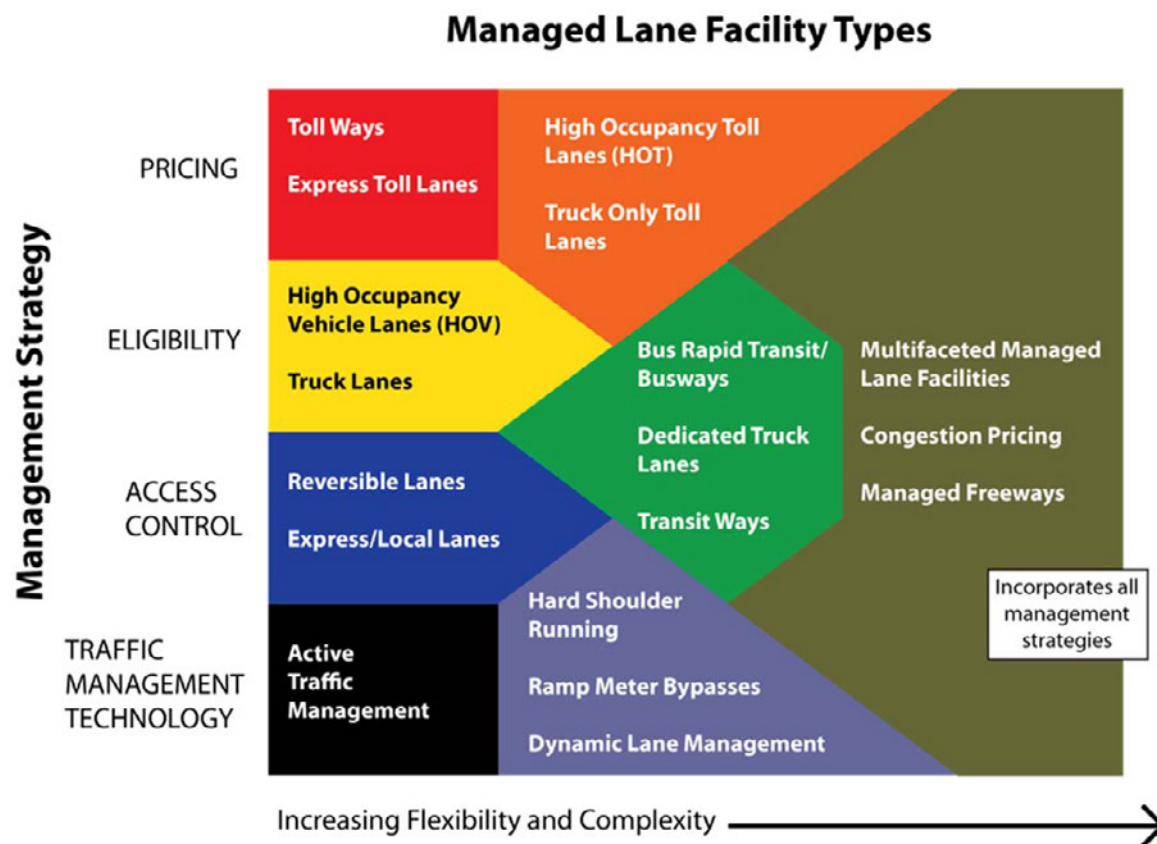 Managed Lane Facility Types
Management Strategy
PRICING
Toll Ways
Express Toll Lanes
High Occupancy Toll
Lanes (HOT)
Truck Only Toll
Lanes
ELIGIBILITY
High Occupancy
Vehicle Lanes (HOV)
Truck Lanes
Bus Rapid Transit/
Busways
Dedicated Truck
Lanes
Transit Ways
Multifaceted Managed
Lane Facilities
Congestion Pricing
Managed Freeways
ACCESS
CONTROL
Reversible Lanes
Express/Local Lanes
TRAFFIC
MANAGEMENT
TECHNOLOGY
Active
Traffic
Management
Hard Shoulder
Running
Ramp Meter Bypasses
Dynamic Lane Management
Incorporates all
management
strategies
Increasing Flexibility and Complexity